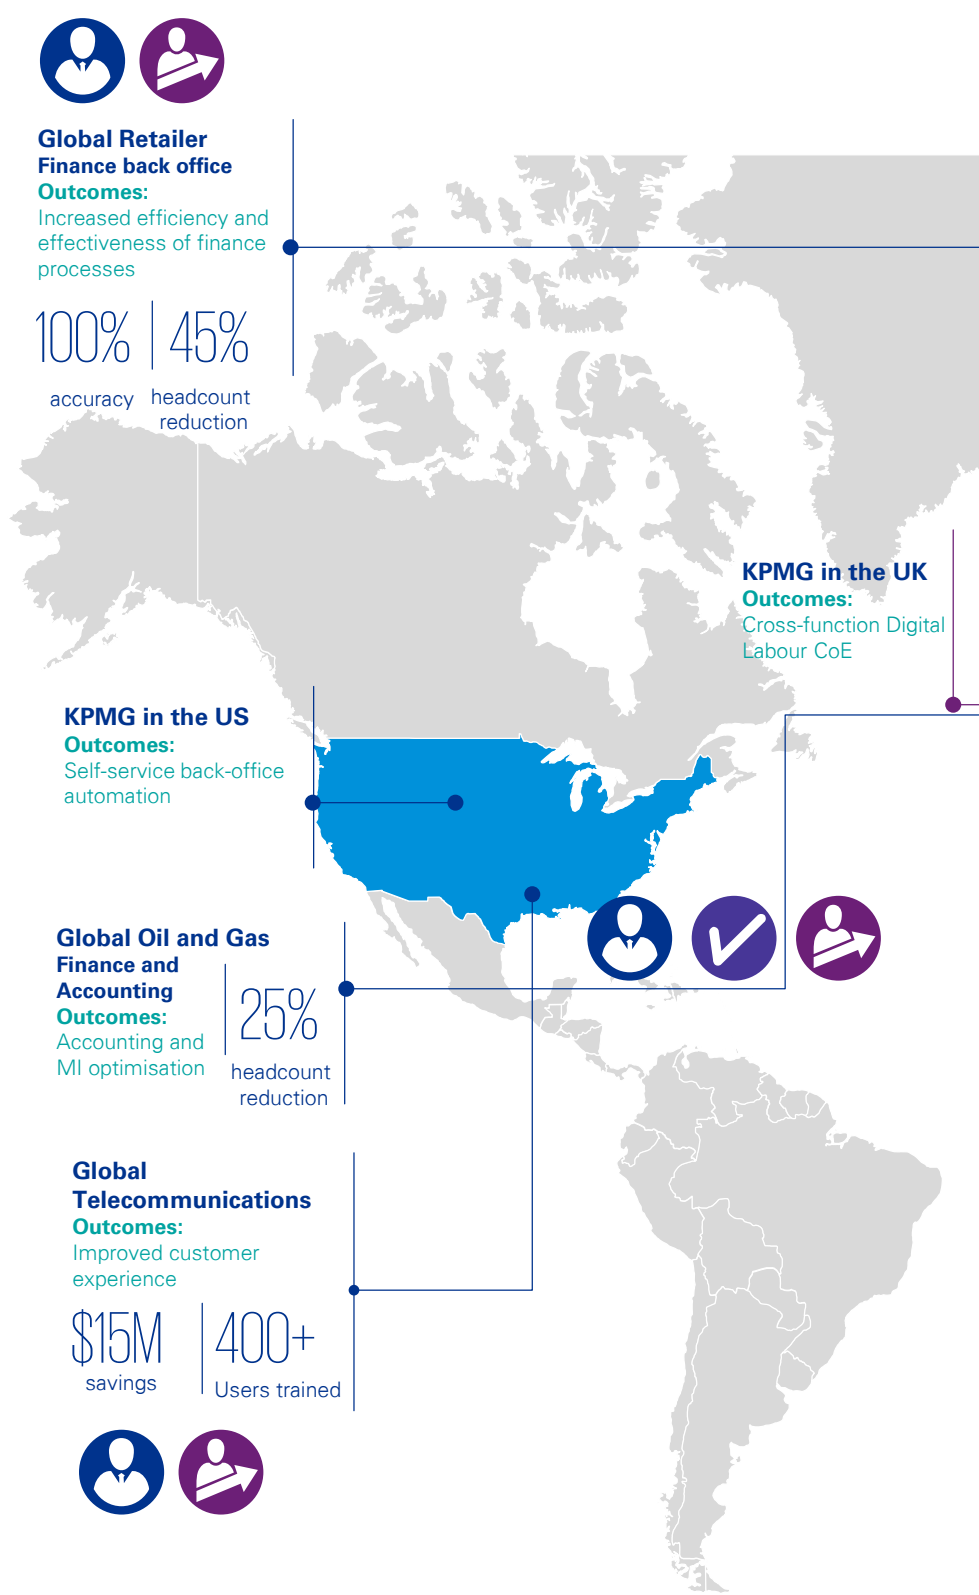 Global Retailer
Finance back office
Outcomes:
Increased efficiency and
effectiveness of finance
processes
100% 45%
accuracy headcount
reduction
KPMG in the UK
Outcomes:
Cross-function Digital
Labour CoE
KPMG in the US
Outcomes:
Self-service back-office
automation
Global Oil and Gas
Finance and
Accounting
Outcomes:
Accounting and
MI optimisation
25%
headcount
reduction
Global
Telecommunications
Outcomes:
Improved customer
experience
$15M 400+
savings Users trained